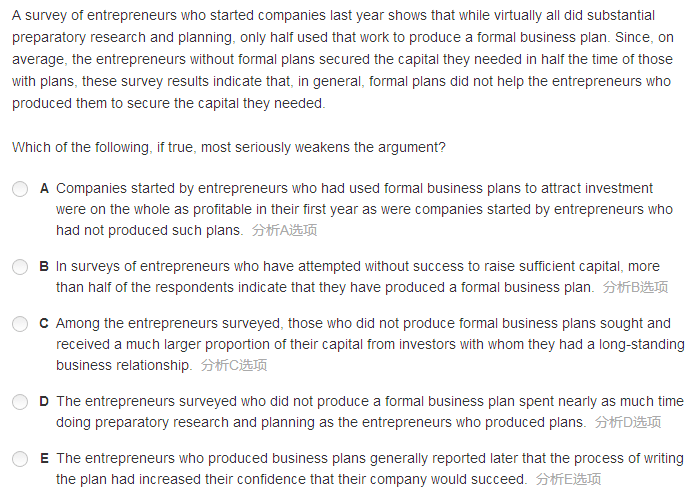 A survey of entrepreneurs who started companies last year shows that while virtually all did substantial
preparatory research and planning, only half used that work to produce a formal business plan. Since, on
average, the entrepreneurs without formal plans secured the capital they needed in half the time of those
with plans, these survey results indicate that, in general, formal plans did not help the entrepreneurs who
produced them to secure the capital they needed.
Which of the following, if true, most seriously weakens the argument?
A Companies started by entrepreneurs who had used formal business plans to attract investment
were on the whole as profitable in their first year as were companies started by entrepreneurs who
had not produced such plans. 分析A选项
B In surveys of entrepreneurs who have attempted without success to raise sufficient capital, more
than half of the respondents indicate that they have produced a formal business plan. 分析B选项
C Among the entrepreneurs surveyed, those who did not produce formal business plans sought and
received a much larger proportion of their capital from investors with whom they had a long-standing
business relationship. 分析C选项
D The entrepreneurs surveyed who did not produce a formal business plan spent nearly as much time
doing preparatory research and planning as the entrepreneurs who produced plans. 分析D选项
E The entrepreneurs who produced business plans generally reported later that the process of writing
the plan had increased their confidence that their company would succeed. 分析E选项